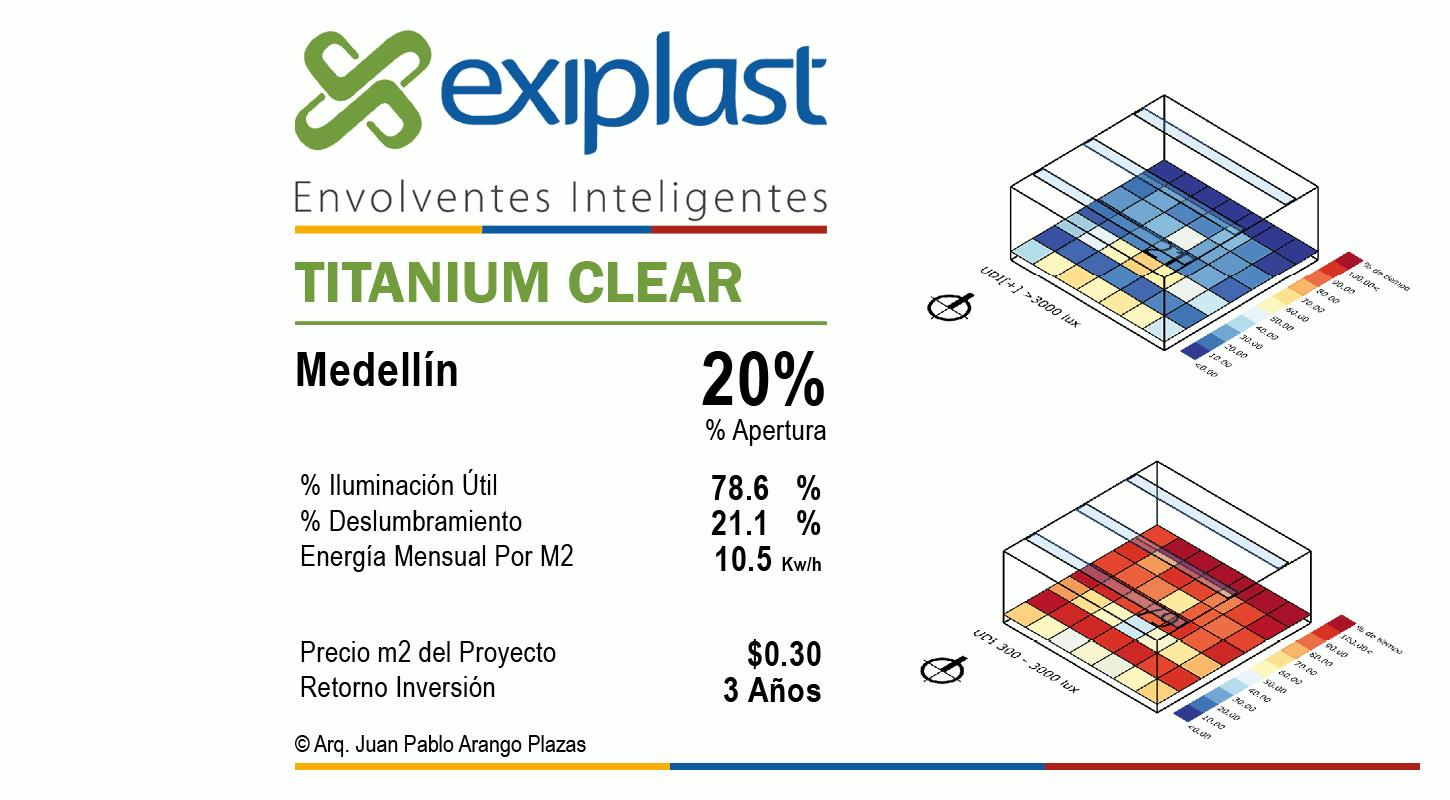 exiplast
Envolventes Inteligentes
TITANIUM CLEAR
Medellín
20%
% Apertura
% Iluminación Útil 78.6 %
% Deslumbramiento 21.1 %
Energía Mensual Por M2 10.5 Kw/h
Precio m2 del Proyecto $0.30
Retorno Inversión 3 Años
© Arq. Juan Pablo Arango Plazas
21
UDI[+] >3000 lux
% de tiempo
100.00<
90.00
80.00
70.00
60.00
50.00
40.00
30.00
20.00
10.00
<0.00
79
UDI 300 - 3000 lux
% de tiempo
100.00<
90.00
80.00
70.00
60.00
50.00
40.00
30.00
20.00
10.00
<0.00